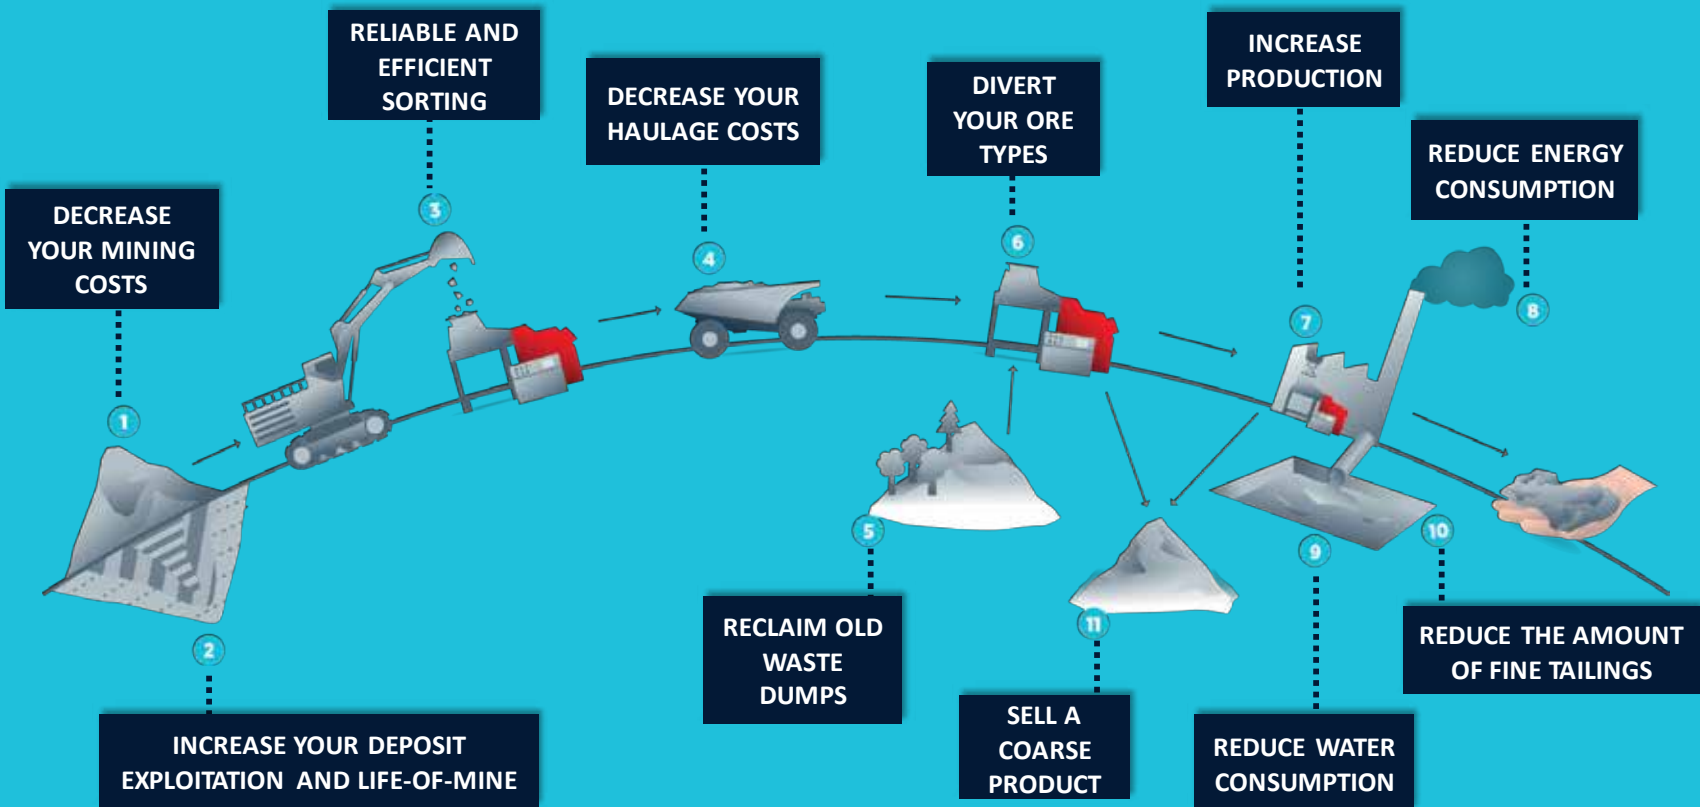 DECREASE
YOUR MINING
COSTS
1
2
INCREASE YOUR DEPOSIT
EXPLOITATION AND LIFE-OF-MINE
RELIABLE AND
EFFICIENT
SORTING
3
DECREASE YOUR
HAULAGE COSTS
4
5
RECLAIM OLD
WASTE
DUMPS
DIVERT
YOUR ORE
TYPES
6
INCREASE
PRODUCTION
7
REDUCE ENERGY
CONSUMPTION
8
9
REDUCE WATER
CONSUMPTION
10
REDUCE THE AMOUNT
OF FINE TAILINGS
11
SELL A
COARSE
PRODUCT